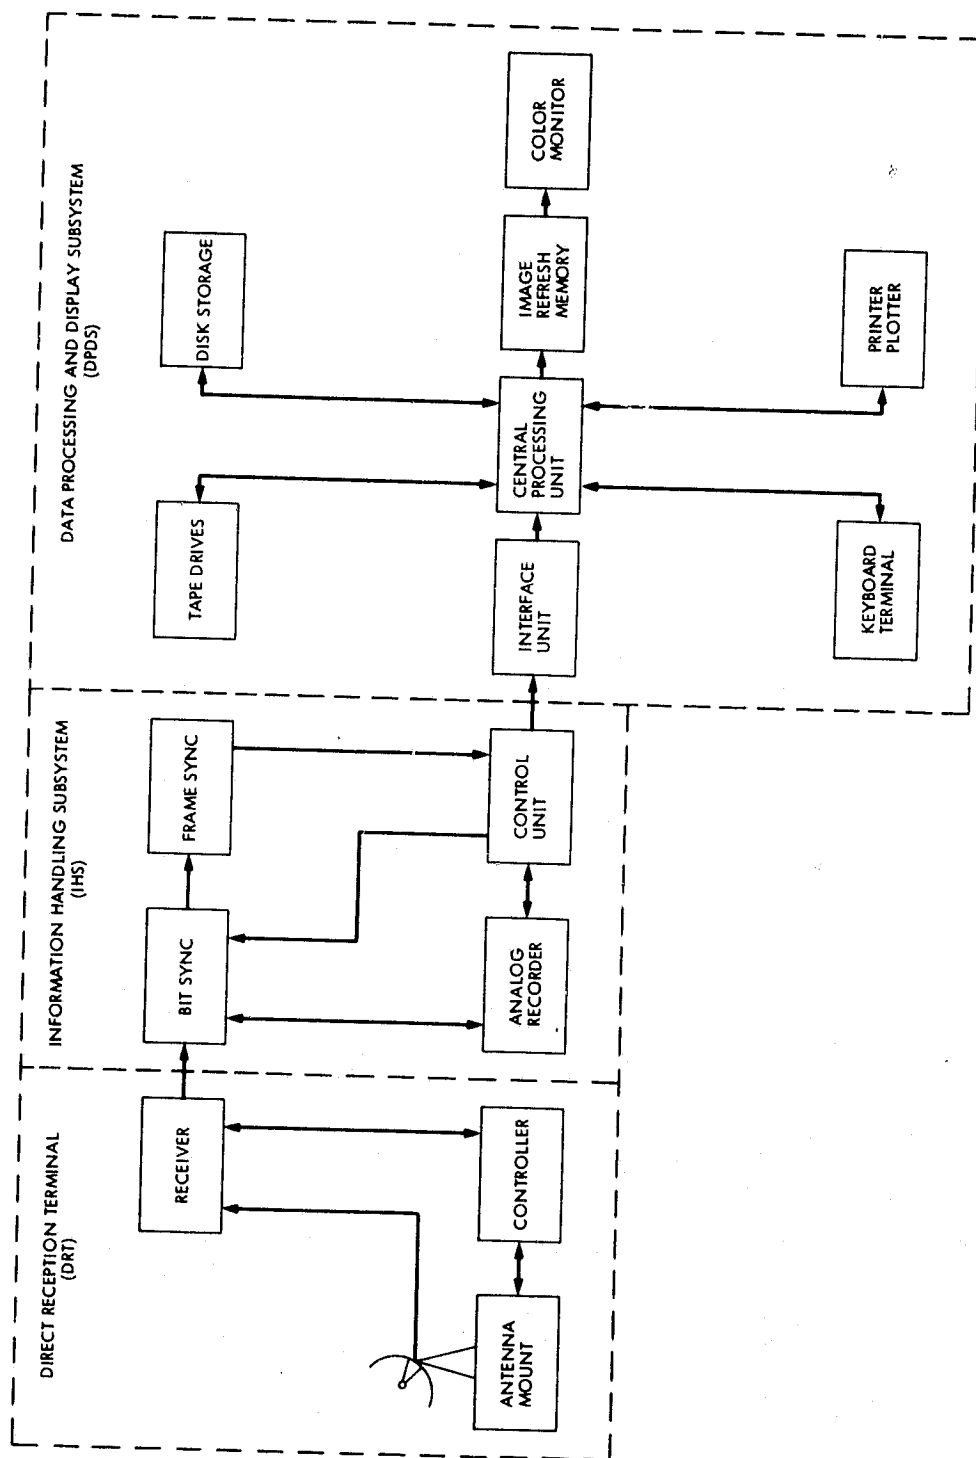 DIRECT RECEPTION TERMINAL
(DRT)
RECEIVER
CONTROLLER
ANTENNA
MOUNT
INFORMATION HANDLING SUBSYSTEM
(IHS)
BIT SYNC
FRAME SYNC
ANALOG
RECORDER
CONTROL
UNIT
DATA PROCESSING AND DISPLAY SUBSYSTEM
(DPDS)
TAPE DRIVES
DISK STORAGE
INTERFACE
UNIT
CENTRAL
PROCESSING
UNIT
IMAGE
REFRESH
MEMORY
COLOR
MONITOR
KEYBOARD
TERMINAL
PRINTER
PLOTTER